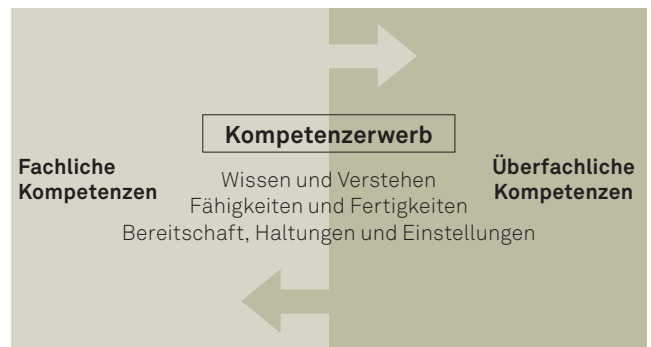 Kompetenzerwerb
Fachliche
Kompetenzen
Wissen und Verstehen
Fähigkeiten und Fertigkeiten
Bereitschaft, Haltungen und Einstellungen
Überfachliche
Kompetenzen